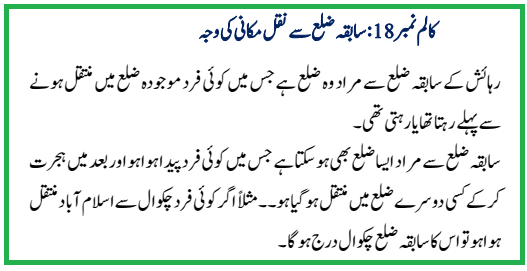 کالم نمبر 18: سابقہ ضلع سے نقل مکانی کی وجہ
رہائش کے سابقہ ضلع سے مراد وہ ضلع ہے جس میں کوئی فرد موجودہ ضلع میں منتقل ہونے
سے پہلے رہتا تھا یا رہتی تھی۔
سابقہ ضلع سے مراد ایسا ضلع بھی ہو سکتا ہے جس میں کوئی فرد پیدا ہوا ہو اور بعد میں ہجرت
کر کے کسی دوسرے ضلع میں منتقل ہو گیا ہو۔۔ مثلاً اگر کوئی فرد چکوال سے اسلام آباد منتقل
ہوا ہو تو اس کا سابقہ ضلع چکوال درج ہو گا۔